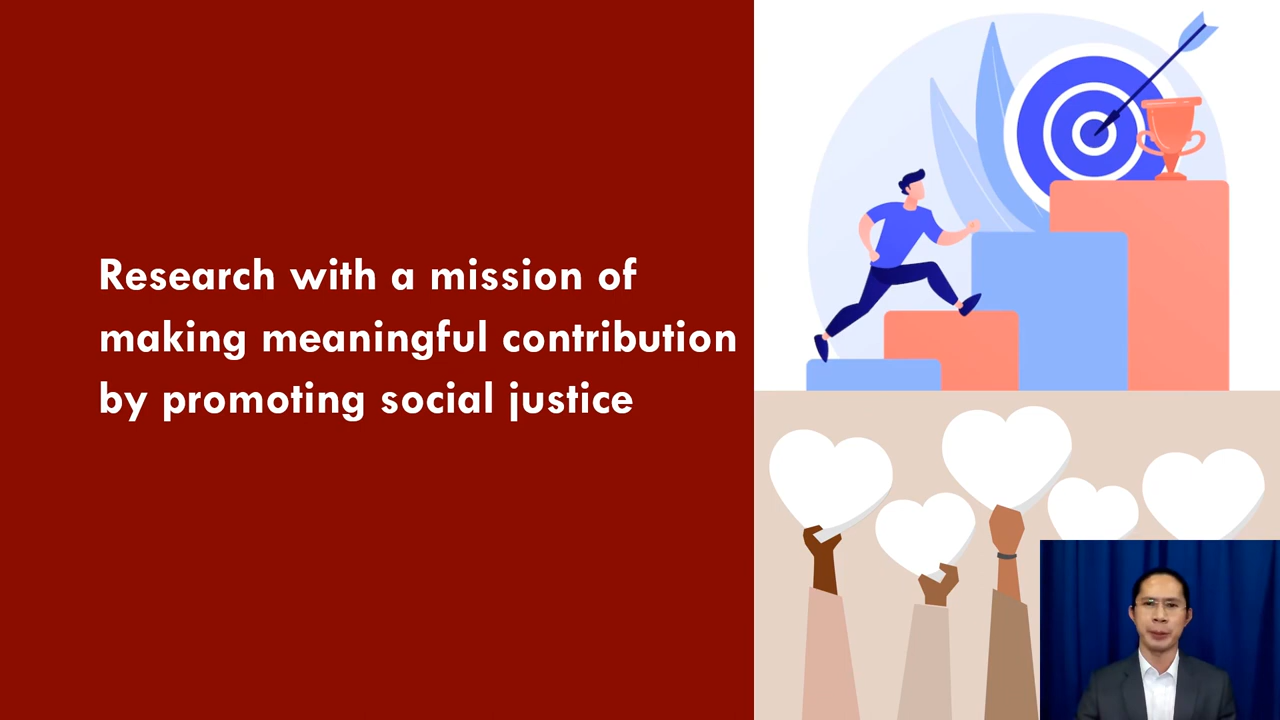 Research with a mission of
making meaningful contribution
by promoting social justice